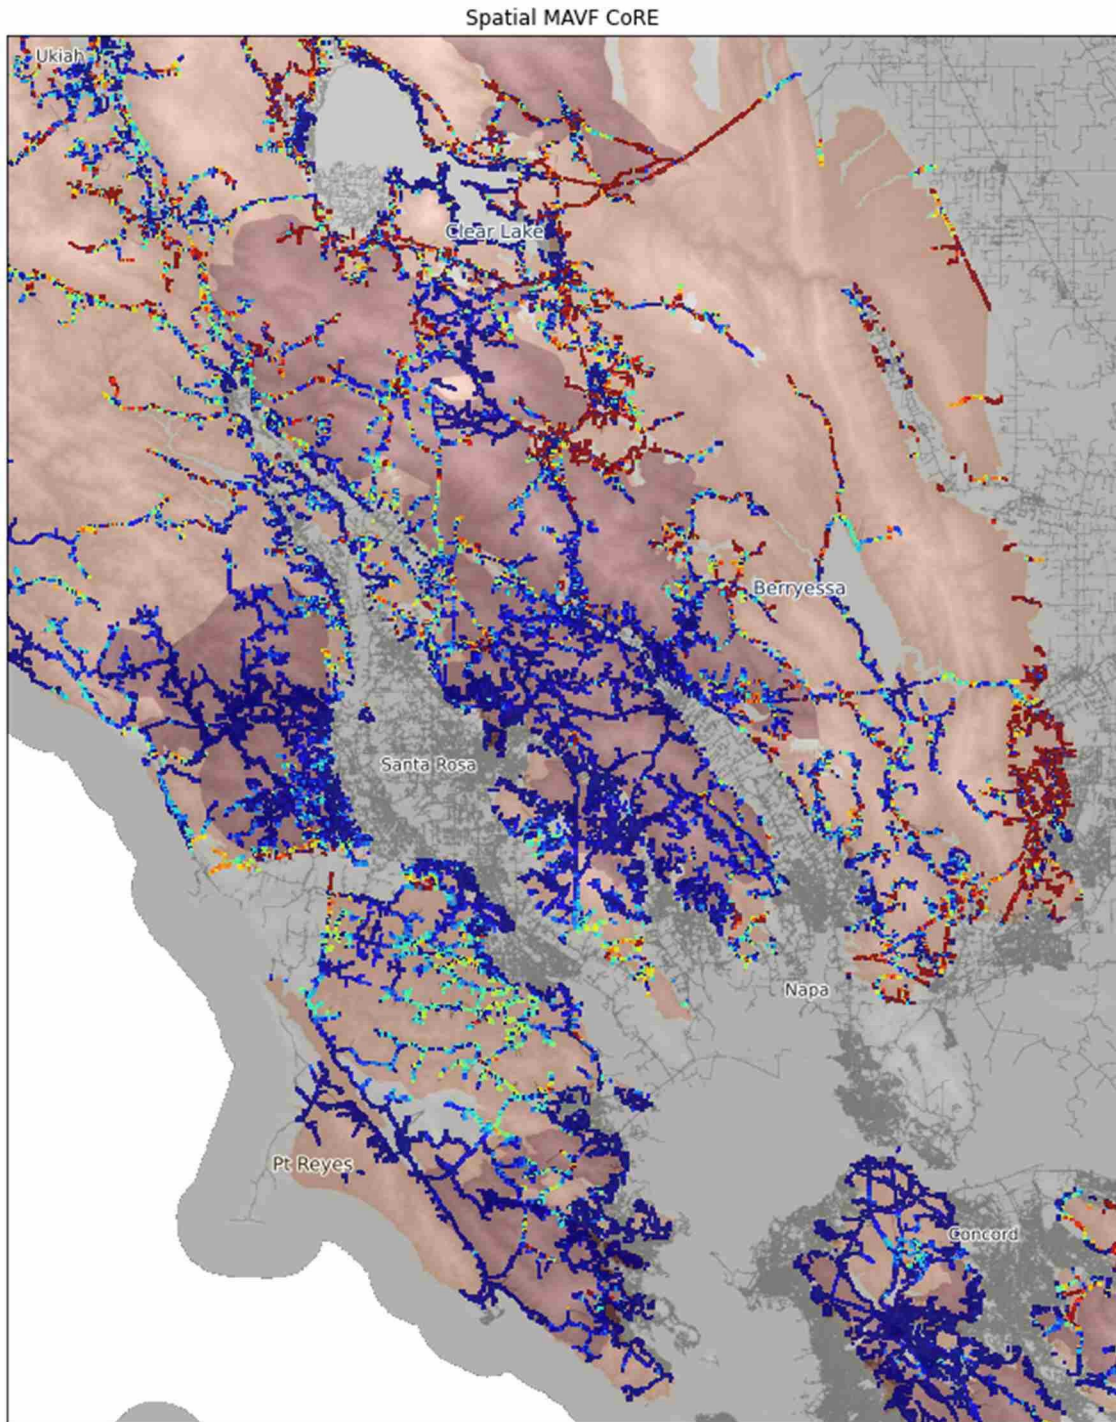 Spatial MAVF CoRE
Ukiah
Clear Lake
Berryessa
Santa Rosa
Napa
Pt Reyes
Concord